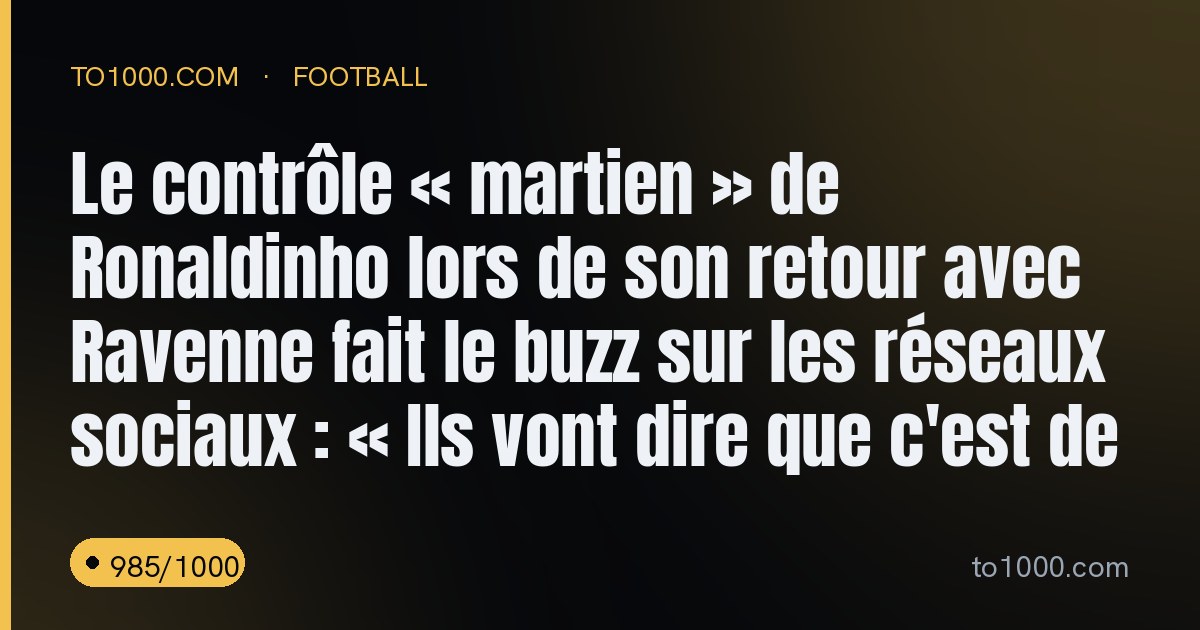 TO1000.COM · FOOTBALL
Le contrôle « martien » de
Ronaldinho lors de son retour avec
Ravenne fait le buzz sur les réseaux
sociaux : « Ils vont dire que c'est de
985/1000
to1000.com